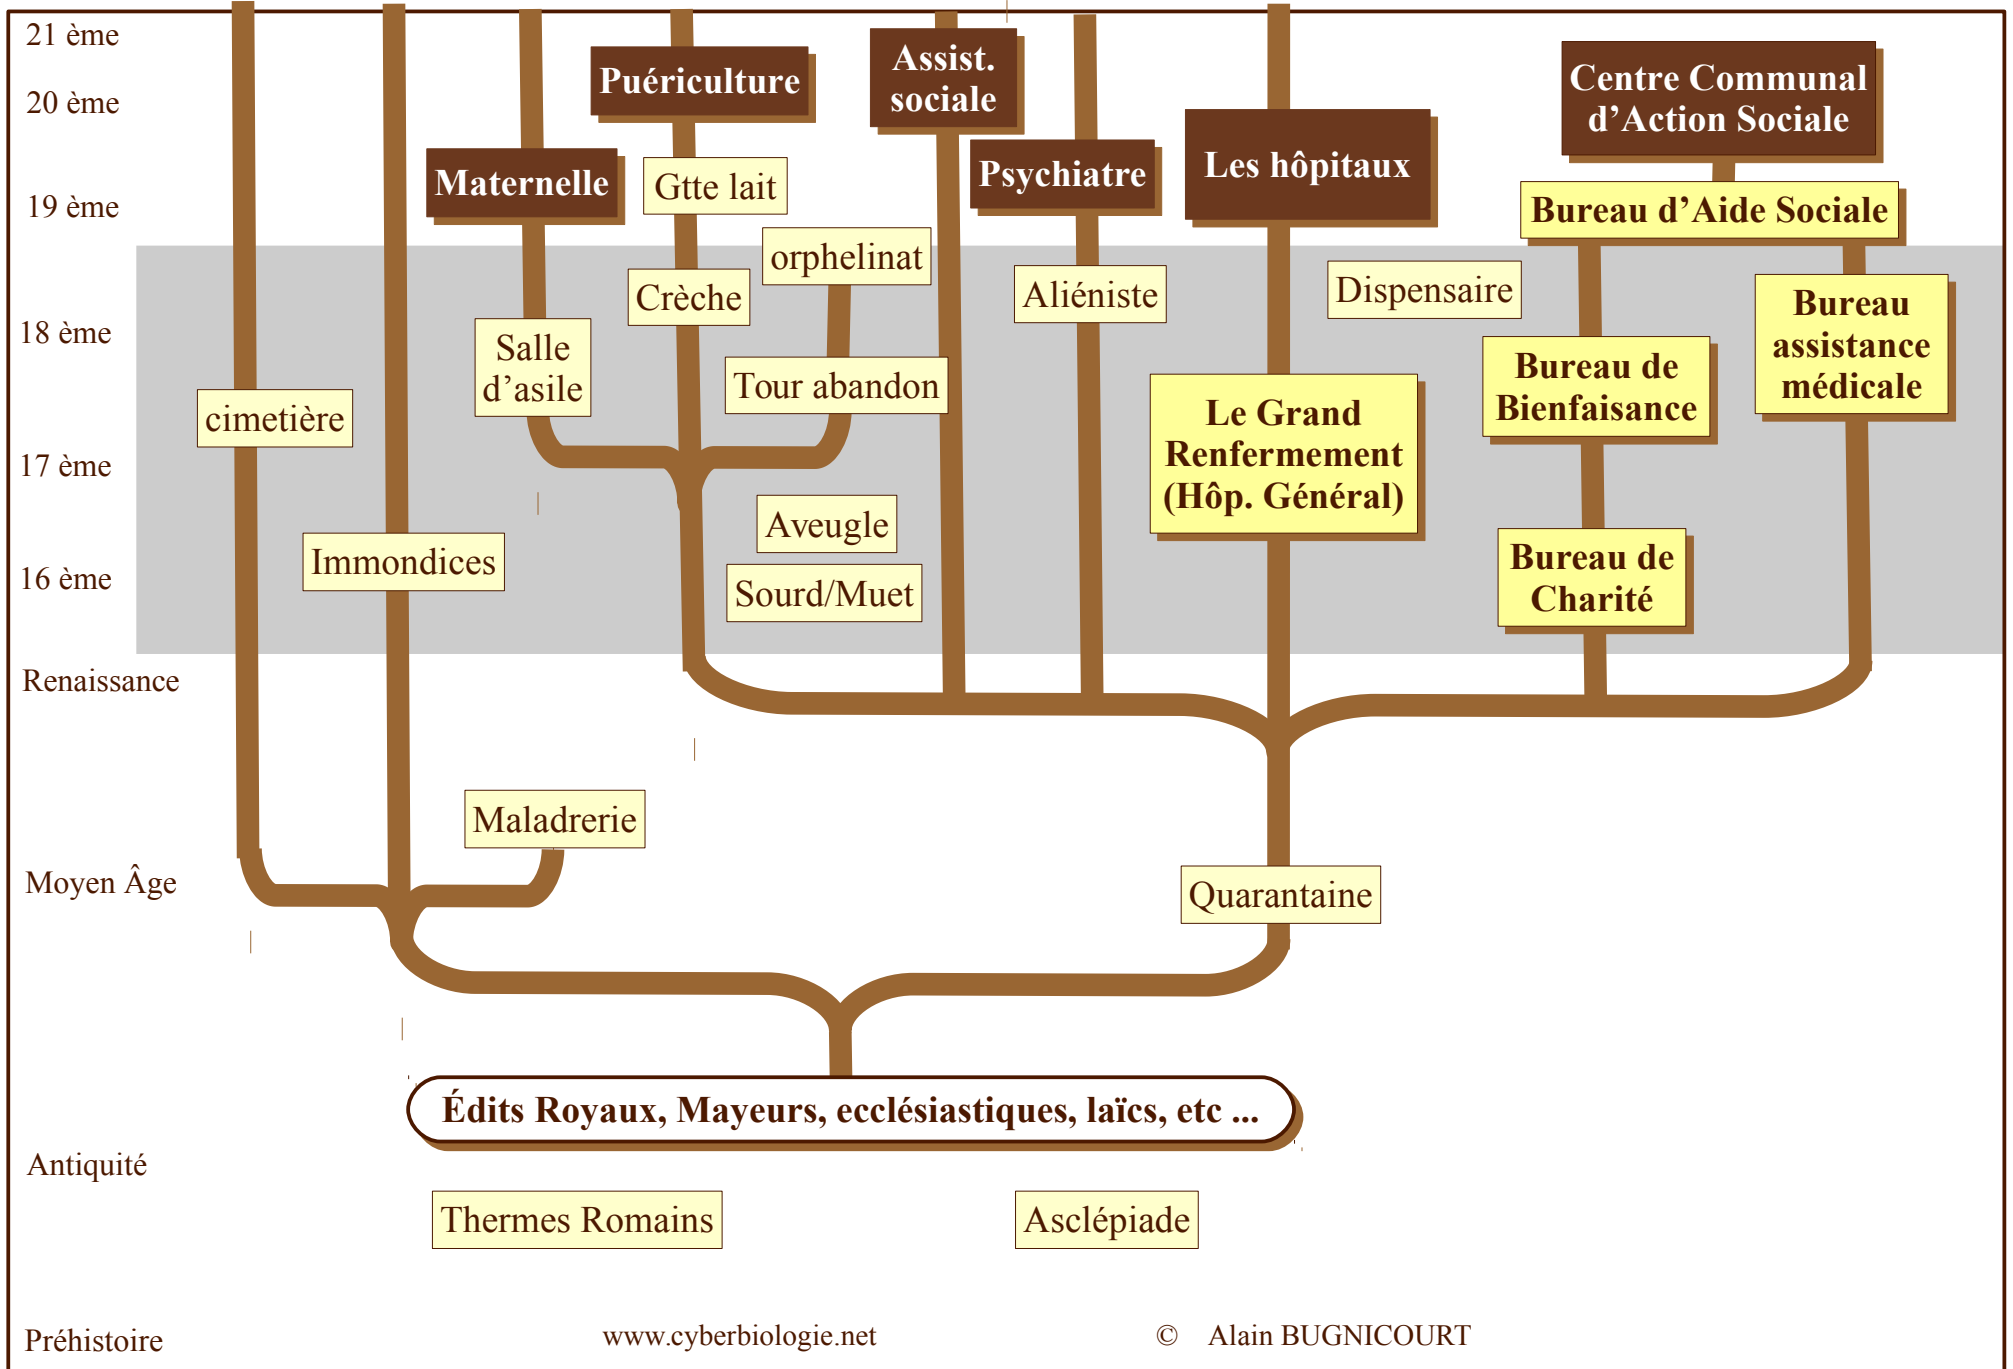 21 ème
20 ème
19 ème
18 ème
17 ème
16 ème
Renaissance
Moyen Âge
Antiquité
Préhistoire
Puériculture
Assist.
sociale
Centre Communal
d'Action Sociale
Maternelle
Gtte lait
Psychiatre
Les hôpitaux
Bureau d'Aide Sociale
orphelinat
Crèche
Aliéniste
Dispensaire
Bureau
assistance
médicale
Salle
d'asile
Tour abandon
Bureau de
Bienfaisance
cimetière
Le Grand
Renfermement
(Hôp. Général)
Aveugle
Immondices
Sourd/Muet
Bureau de
Charité
Maladrerie
Quarantaine
Édits Royaux, Mayeurs, ecclésiastiques, laïcs, etc ...
Thermes Romains
Asclépiade
www.cyberbiologie.net
© Alain BUGNICOURT